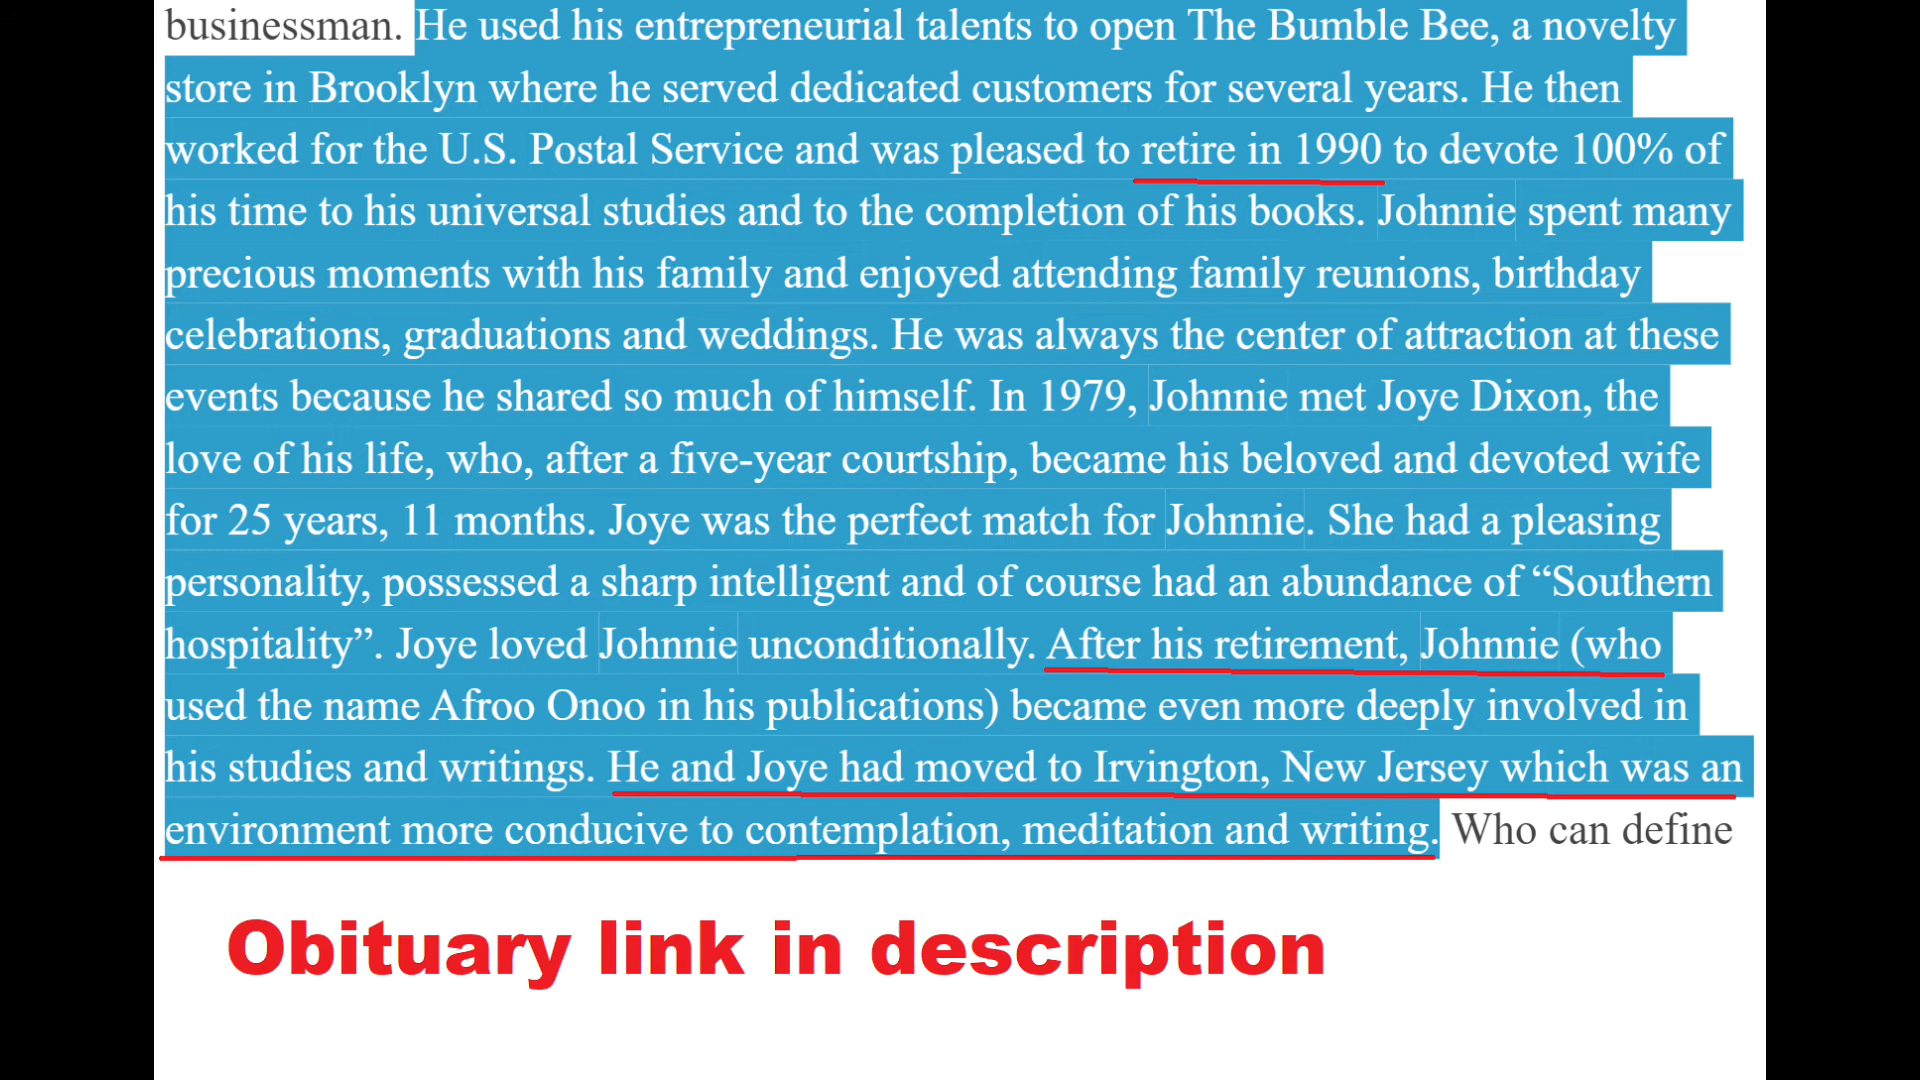 businessman. He used his entrepreneurial talents to open The Bumble Bee, a novelty
store in Brooklyn where he served dedicated customers for several years. He then
worked for the U.S. Postal Service and was pleased to retire in 1990 to devote 100% of
his time to his universal studies and to the completion of his books. Johnnie spent many
precious moments with his family and enjoyed attending family reunions, birthday
celebrations, graduations and weddings. He was always the center of attraction at these
events because he shared so much of himself. In 1979, Johnnie met Joye Dixon, the
love of his life, who, after a five-year courtship, became his beloved and devoted wife
for 25 years, 11 months. Joye was the perfect match for Johnnie. She had a pleasing
personality, possessed a sharp intelligent and of course had an abundance of “Southern
hospitality”. Joye loved Johnnie unconditionally. After his retirement, Johnnie (who
used the name Afroo Onoo in his publications) became even more deeply involved in
his studies and writings. He and Joye had moved to Irvington, New Jersey which was an
environment more conducive to contemplation, meditation and writing. Who can define
Obituary link in description